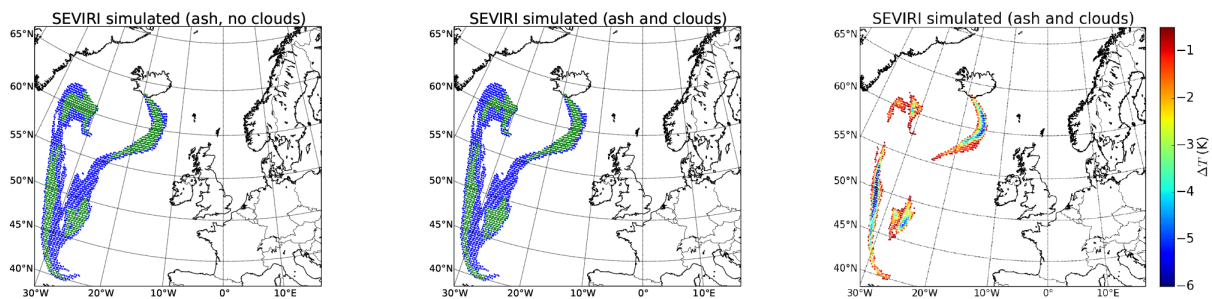 SEVIRI simulated (ash, no clouds)
65°N
60°N
55°N
50°N
45°N
40°N
30°W
20°W
10°W
0°
10°E
SEVIRI simulated (ash and clouds)
65°N
60°N
55°N
50°N
45°N
40°N
30°W
20°W
10°W
0°
10°E
SEVIRI simulated (ash and clouds)
65°N
60°N
55°N
50°N
45°N
40°N
30°W
20°W
10°W
0°
10°E
−1
−2
−3
−4
−5
−6
ΔT (K)